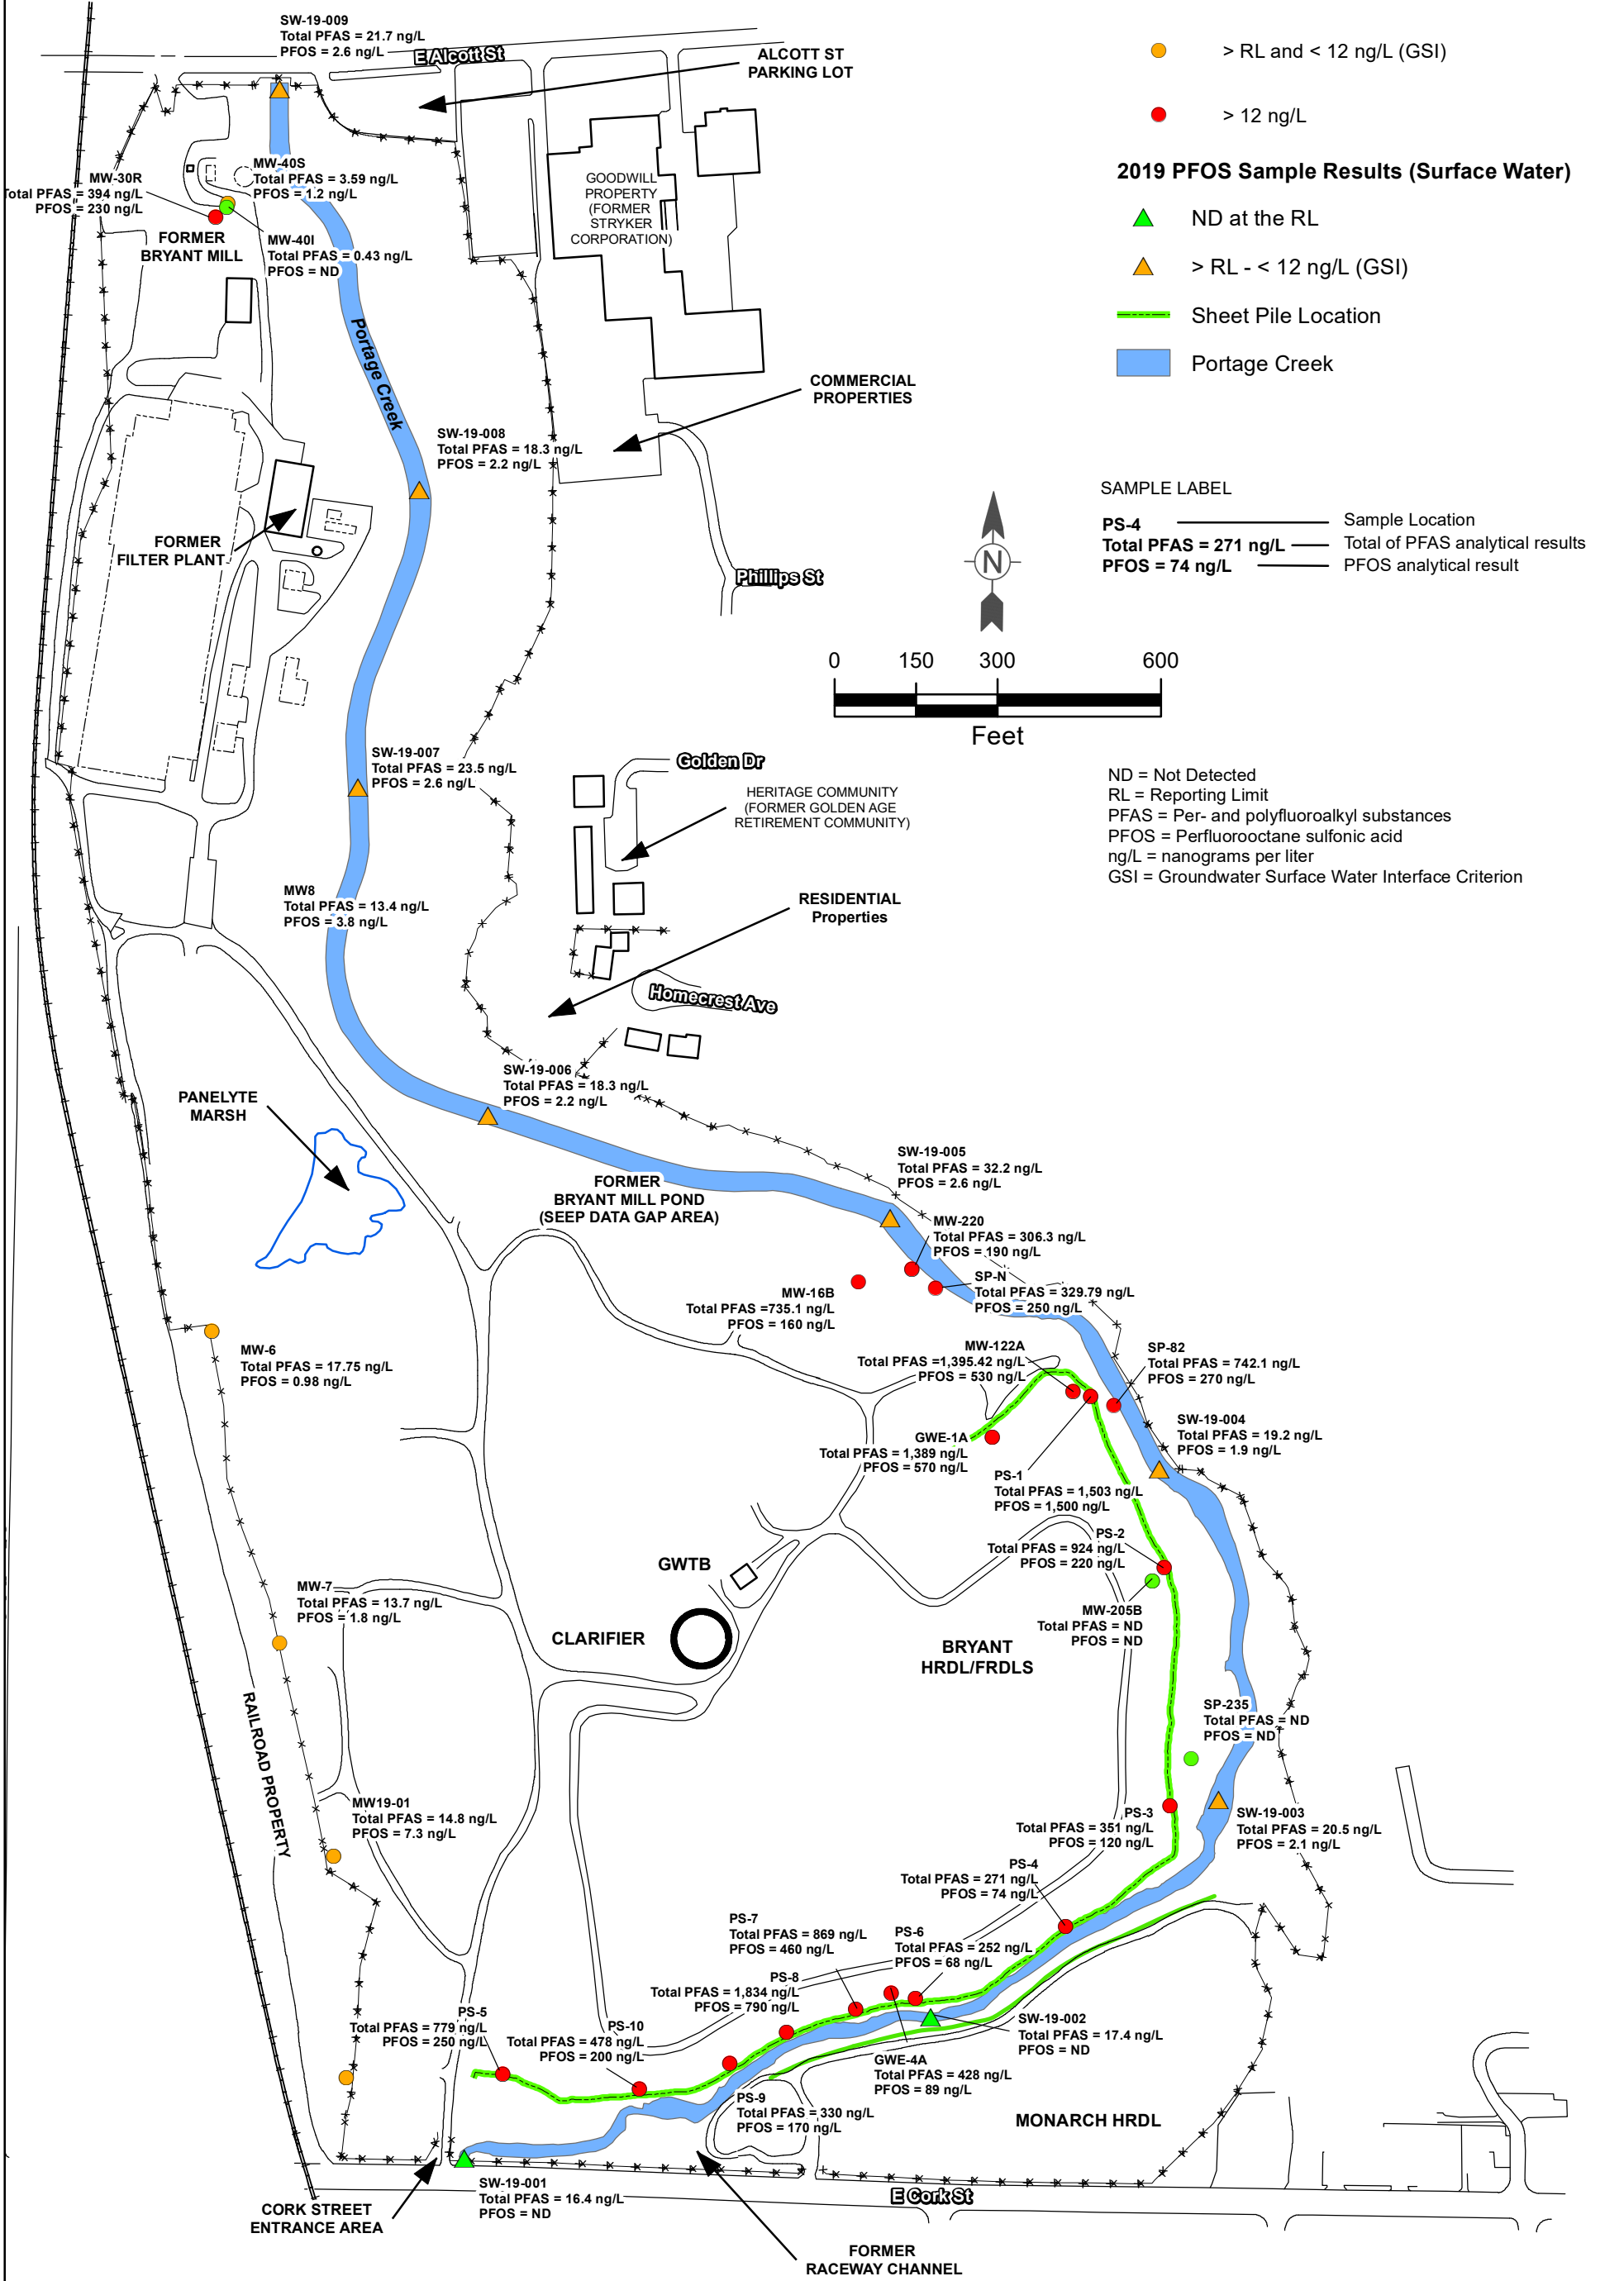 SW-19-009
Total PFAS = 21.7 ng/L
PFOS = 2.6 ng/L
E Alcott St
ALCOTT ST
PARKING LOT
> RL and < 12 ng/L (GSI)
> 12 ng/L
2019 PFOS Sample Results (Surface Water)
ND at the RL
> RL - < 12 ng/L (GSI)
Sheet Pile Location
Portage Creek
MW-40S
Total PFAS = 3.59 ng/L
PFOS = 1.2 ng/L
MW-30R
Total PFAS = 394 ng/L
PFOS = 230 ng/L
MW-40I
Total PFAS = 0.43 ng/L
PFOS = ND
FORMER
BRYANT MILL
GOODWILL
PROPERTY
(FORMER
STRYKER
CORPORATION)
Portage Creek
COMMERCIAL
PROPERTIES
SW-19-008
Total PFAS = 18.3 ng/L
PFOS = 2.2 ng/L
FORMER
FILTER PLANT
Phillips St
SAMPLE LABEL
PS-4
Sample Location
Total PFAS = 271 ng/L
Total of PFAS analytical results
PFOS = 74 ng/L
PFOS analytical result
N
0 150 300 600
Feet
SW-19-007
Total PFAS = 23.5 ng/L
PFOS = 2.6 ng/L
Golden Dr
HERITAGE COMMUNITY
(FORMER GOLDEN AGE
RETIREMENT COMMUNITY)
ND = Not Detected
RL = Reporting Limit
PFAS = Per- and polyfluoroalkyl substances
PFOS = Perfluorooctane sulfonic acid
ng/L = nanograms per liter
GSI = Groundwater Surface Water Interface Criterion
MW8
Total PFAS = 13.4 ng/L
PFOS = 3.8 ng/L
RESIDENTIAL
Properties
Homecrest Ave
SW-19-006
Total PFAS = 18.3 ng/L
PFOS = 2.2 ng/L
PANELYTE
MARSH
SW-19-005
Total PFAS = 32.2 ng/L
PFOS = 2.6 ng/L
FORMER
BRYANT MILL POND
(SEEP DATA GAP AREA)
MW-220
Total PFAS = 306.3 ng/L
PFOS = 190 ng/L
SP-N
Total PFAS = 329.79 ng/L
PFOS = 250 ng/L
MW-16B
Total PFAS =735.1 ng/L
PFOS = 160 ng/L
MW-6
Total PFAS = 17.75 ng/L
PFOS = 0.98 ng/L
MW-122A
Total PFAS =1,395.42 ng/L
PFOS = 530 ng/L
SP-82
Total PFAS = 742.1 ng/L
PFOS = 270 ng/L
SW-19-004
Total PFAS = 19.2 ng/L
PFOS = 1.9 ng/L
GWE-1A
Total PFAS = 1,389 ng/L
PFOS = 570 ng/L
PS-1
Total PFAS = 1,503 ng/L
PFOS = 1,500 ng/L
PS-2
Total PFAS = 924 ng/L
PFOS = 220 ng/L
GWTB
MW-7
Total PFAS = 13.7 ng/L
PFOS = 1.8 ng/L
MW-205B
Total PFAS = ND
PFOS = ND
CLARIFIER
BRYANT
HRDL/FRDLS
RAILROAD PROPERTY
SP-235
Total PFAS = ND
PFOS = ND
MW19-01
Total PFAS = 14.8 ng/L
PFOS = 7.3 ng/L
PS-3
Total PFAS = 351 ng/L
PFOS = 120 ng/L
SW-19-003
Total PFAS = 20.5 ng/L
PFOS = 2.1 ng/L
PS-4
Total PFAS = 271 ng/L
PFOS = 74 ng/L
PS-7
Total PFAS = 869 ng/L
PFOS = 460 ng/L
PS-6
Total PFAS = 252 ng/L
PFOS = 68 ng/L
PS-8
Total PFAS = 1,834 ng/L
PFOS = 790 ng/L
PS-5
Total PFAS = 779 ng/L
PFOS = 250 ng/L
PS-10
Total PFAS = 478 ng/L
PFOS = 200 ng/L
SW-19-002
Total PFAS = 17.4 ng/L
PFOS = ND
GWE-4A
Total PFAS = 428 ng/L
PFOS = 89 ng/L
PS-9
Total PFAS = 330 ng/L
PFOS = 170 ng/L
MONARCH HRDL
SW-19-001
Total PFAS = 16.4 ng/L
PFOS = ND
E Cork St
CORK STREET
ENTRANCE AREA
FORMER
RACEWAY CHANNEL